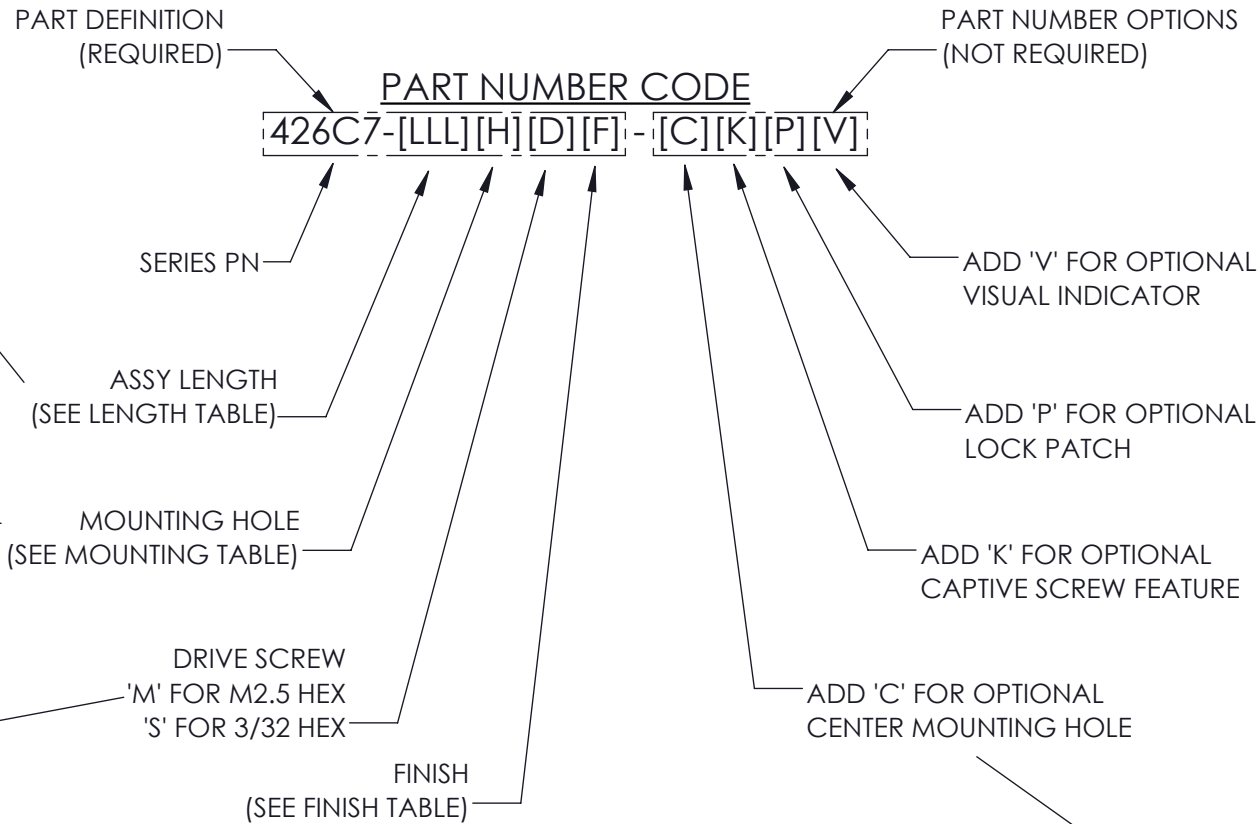 PART DEFINITION
(REQUIRED)
PART NUMBER OPTIONS
(NOT REQUIRED)
PART NUMBER CODE
426C7-[LLL][H][D][F] - [C][K][P][V]
SERIES PN
ADD 'V' FOR OPTIONAL
VISUAL INDICATOR
ASSY LENGTH
(SEE LENGTH TABLE)
ADD 'P' FOR OPTIONAL
LOCK PATCH
MOUNTING HOLE
(SEE MOUNTING TABLE)
ADD 'K' FOR OPTIONAL
CAPTIVE SCREW FEATURE
DRIVE SCREW
'M' FOR M2.5 HEX
'S' FOR 3/32 HEX
ADD 'C' FOR OPTIONAL
CENTER MOUNTING HOLE
FINISH
(SEE FINISH TABLE)